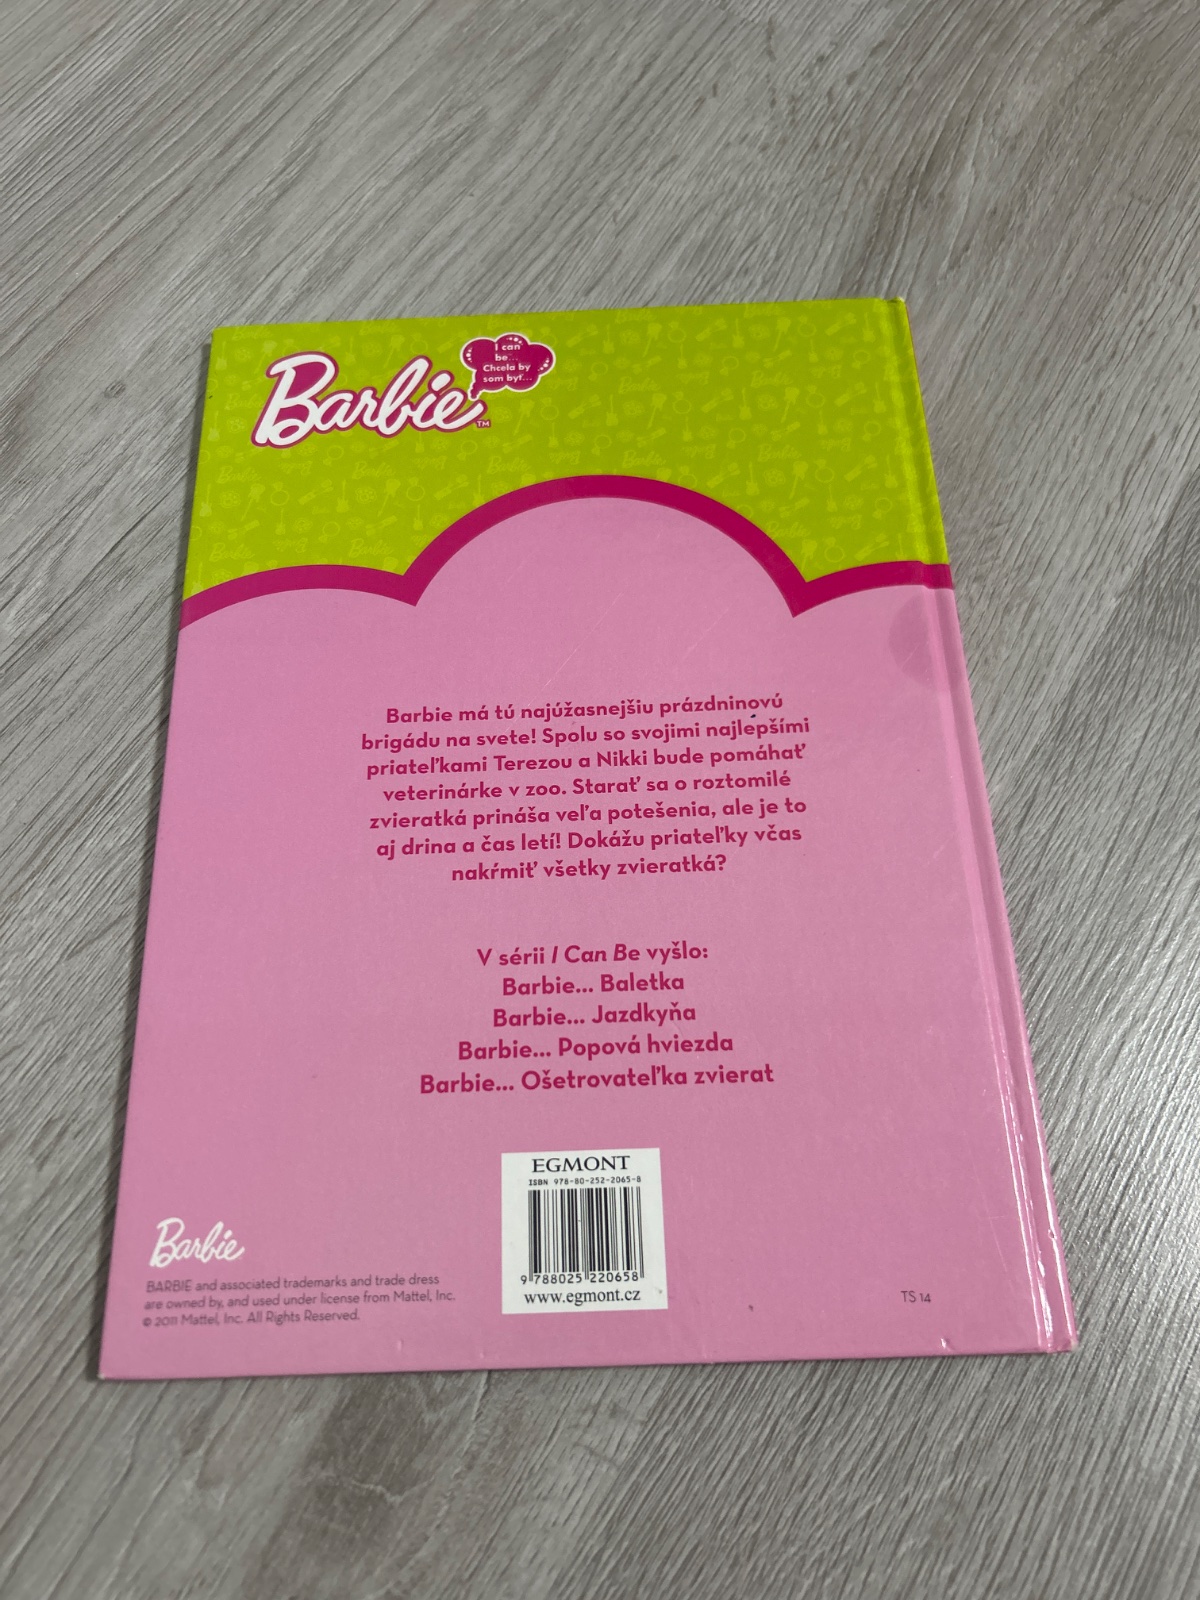 Barbie™
I can
be...
Chcela by
som byť...
Barbie má tú najúžasnejšiu prázdninovú
brigádu na svete! Spolu so svojimi najlepšími
priateľkami Terezou a Nikki bude pomáhať
veterinárke v zoo. Starať sa o roztomilé
zvieratká prináša veľa potešenia, ale je to
aj drina a čas letí! Dokážu priateľky včas
nakŕmiť všetky zvieratká?
V sérii I Can Be vyšlo:
Barbie... Baletka
Barbie... Jazdkyňa
Barbie... Popová hviezda
Barbie... Ošetrovateľka zvierat
EGMONT
ISBN 978-80-252-2065-8
9 788025 220658
www.egmont.cz
Barbie
BARBIE and associated trademarks and trade dress
are owned by, and used under license from Mattel, Inc.
© 2011 Mattel, Inc. All Rights Reserved.
TS 14